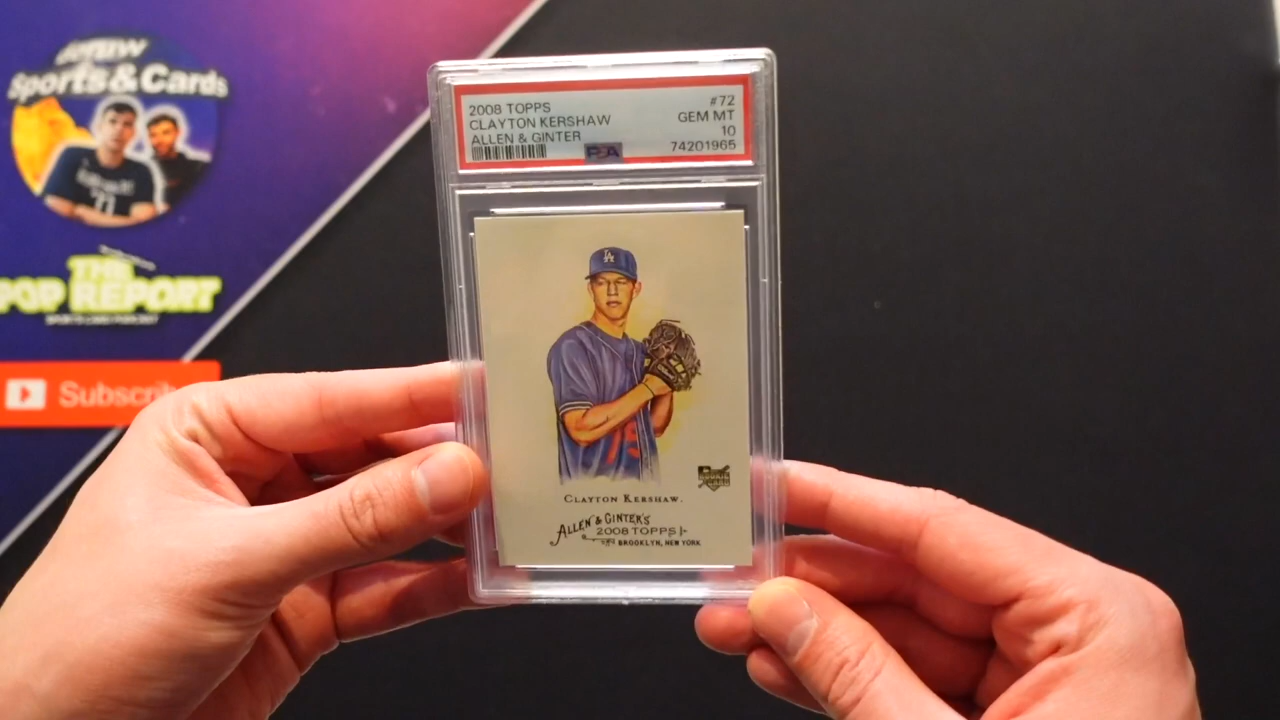 Sports & Cards
THE
POP REPORT
Subscrib
2008 TOPPS
CLAYTON KERSHAW
ALLEN & GINTER
#72
GEM MT
10
74201965
PSA
LA
CLAYTON KERSHAW.
ALLEN & GINTER'S
2008 TOPPS
BROOKLYN, NEW YORK